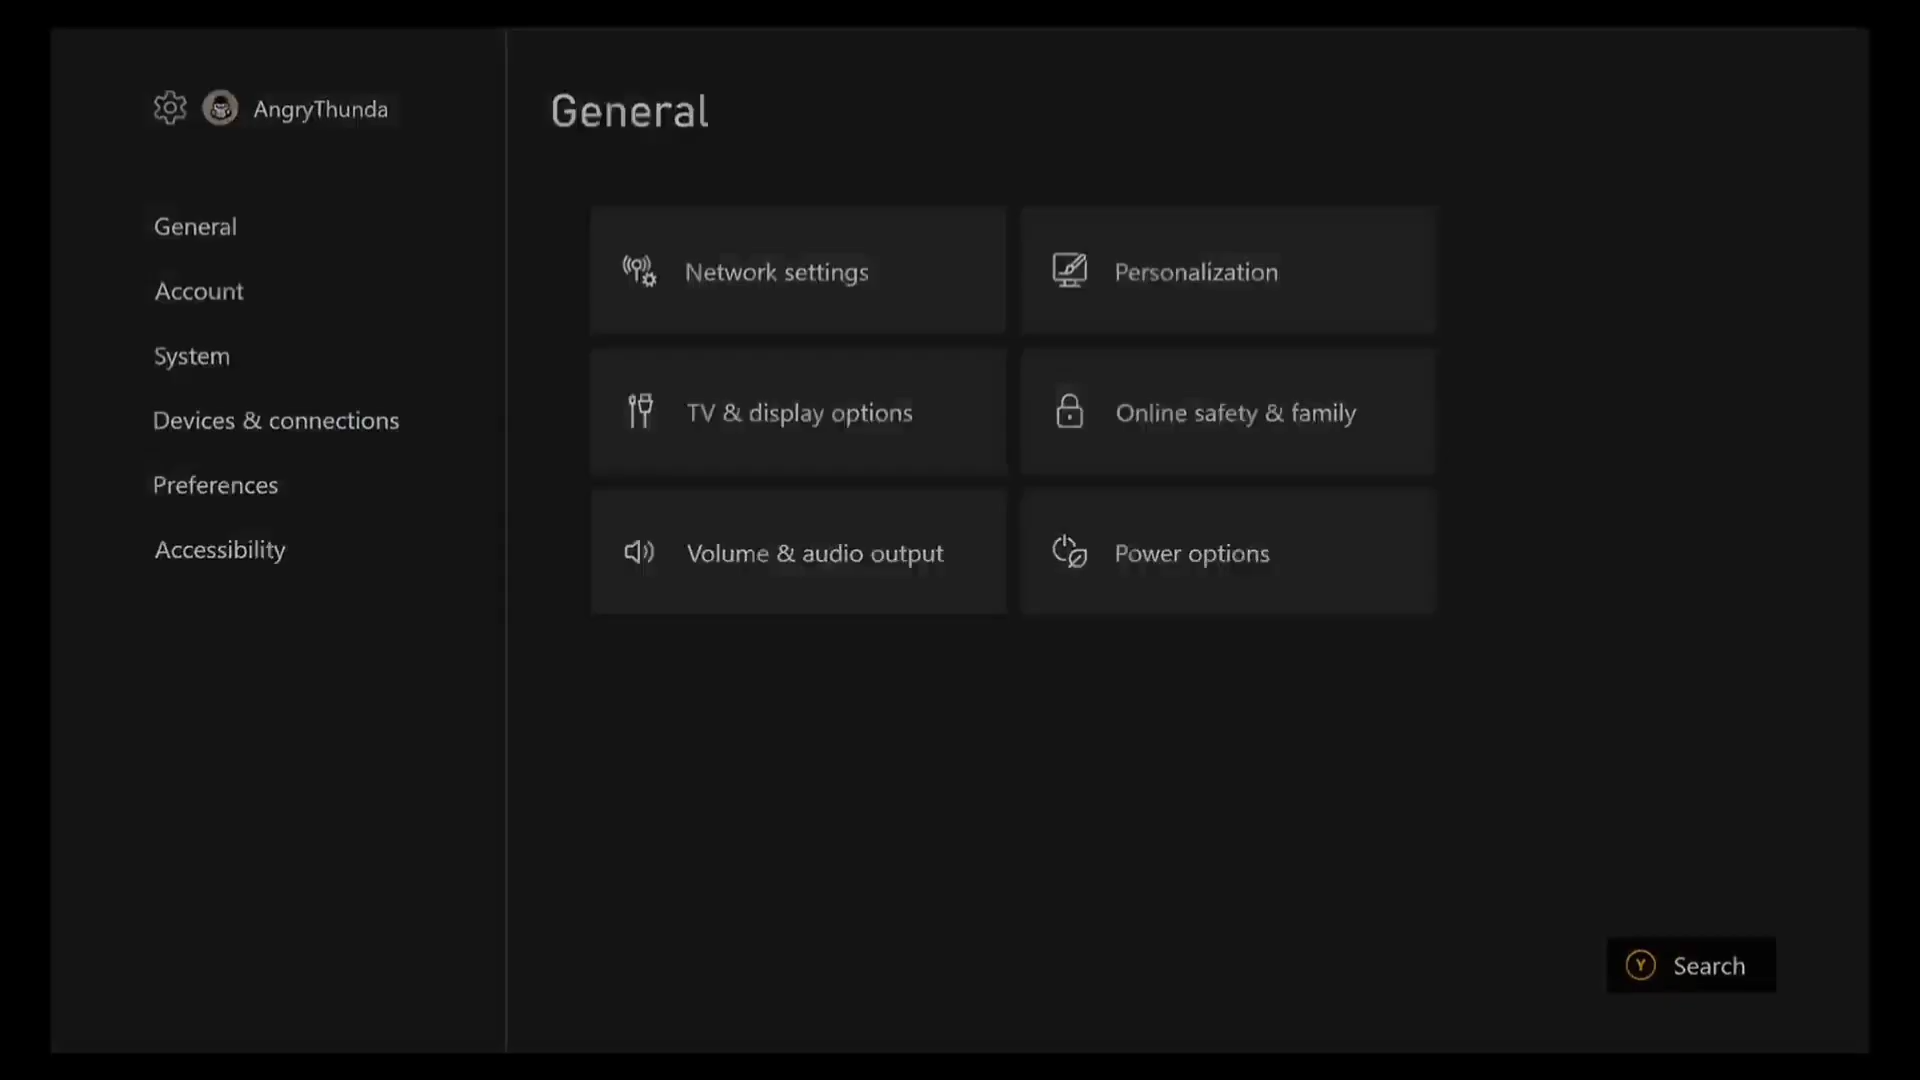 AngryThunda
General
Account
System
Devices & connections
Preferences
Accessibility
General
Network settings
Personalization
TV & display options
Online safety & family
Volume & audio output
Power options
Y Search